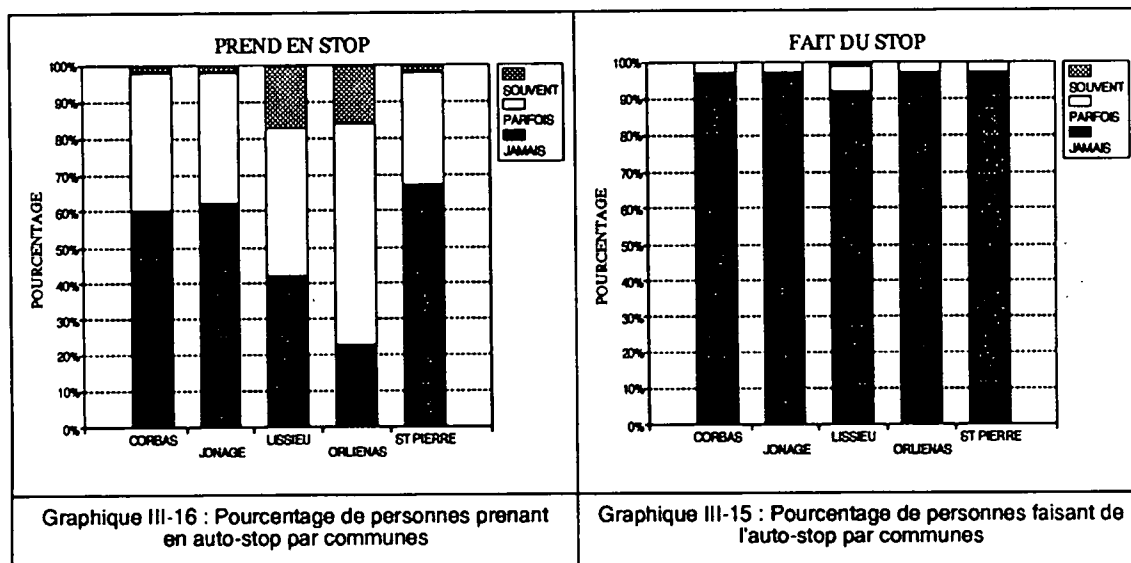 PREND EN STOP
POURCENTAGE
100%
90%
80%
70%
60%
50%
40%
30%
20%
10%
0%
CORBAS
JONAGE
LISSIEU
ORLIENAS
ST PIERRE
SOUVENT
PARFOIS
JAMAIS
Graphique III-16 : Pourcentage de personnes prenant
en auto-stop par communes
FAIT DU STOP
POURCENTAGE
100%
90%
80%
70%
60%
50%
40%
30%
20%
10%
0%
CORBAS
JONAGE
LISSIEU
ORLIENAS
ST PIERRE
SOUVENT
PARFOIS
JAMAIS
Graphique III-15 : Pourcentage de personnes faisant de
l'auto-stop par communes